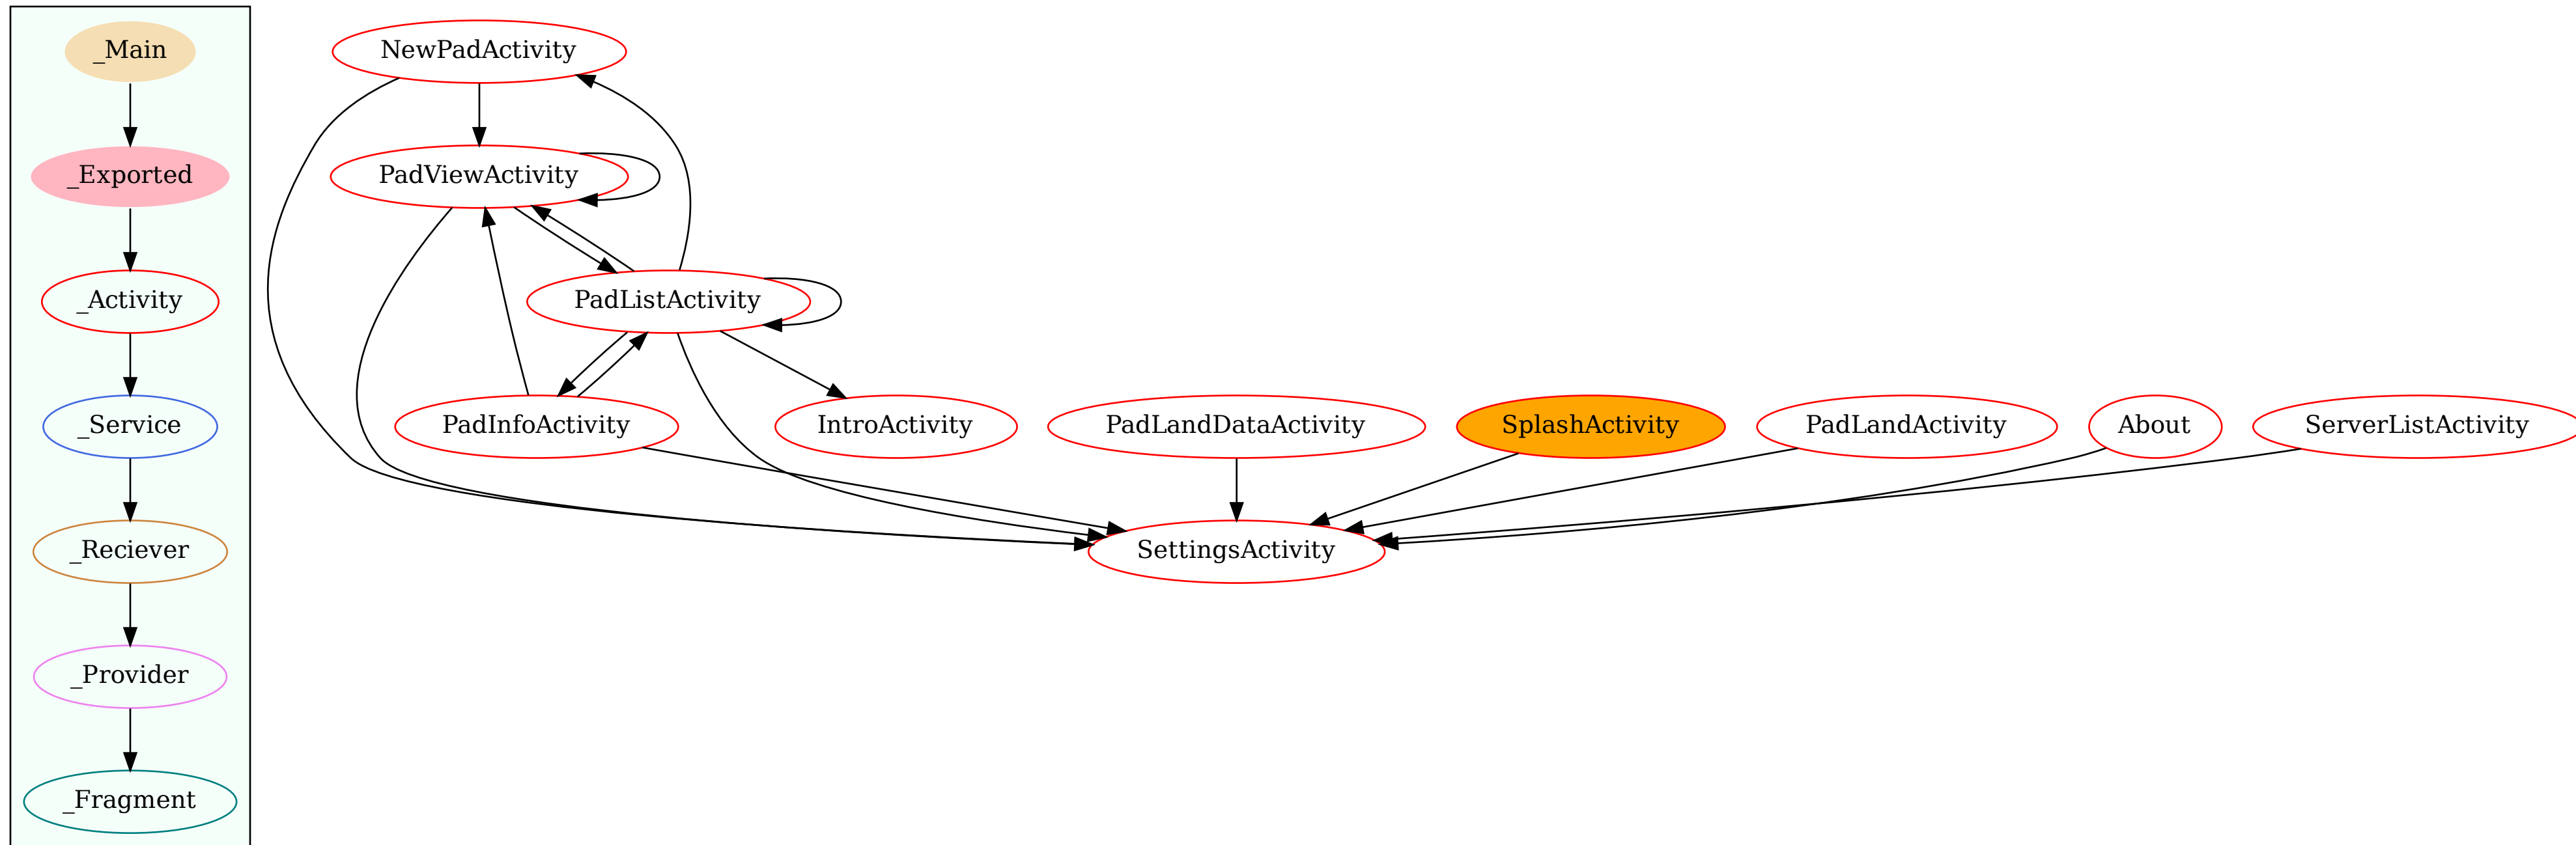 _Main
_Exported
_Activity
_Service
_Reciever
_Provider
_Fragment
NewPadActivity
PadViewActivity
PadListActivity
PadInfoActivity
IntroActivity
PadLandDataActivity
SplashActivity
PadLandActivity
About
ServerListActivity
SettingsActivity